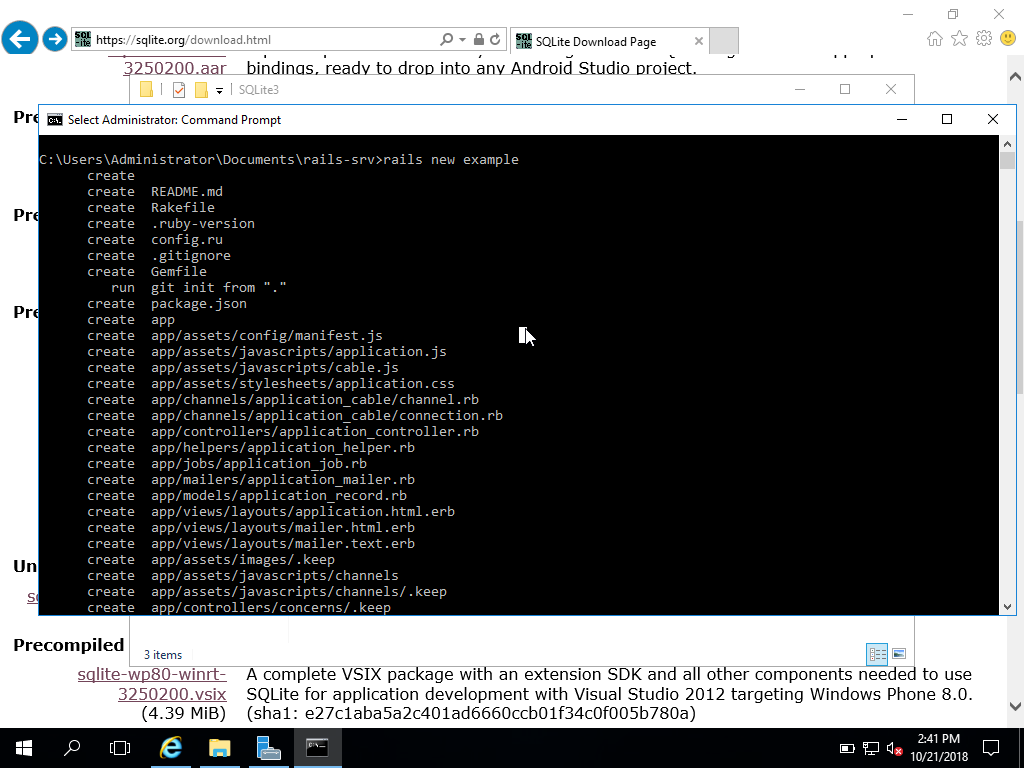 https://sqlite.org/download.html
SQLite Download Page
3250200.aar
bindings, ready to drop into any Android Studio project.
SQLite3
Pre
Select Administrator: Command Prompt
C:\Users\Administrator\Documents\rails-srv>rails new example
create
create README.md
create Rakefile
create .ruby-version
create config.ru
create .gitignore
create Gemfile
run git init from "."
create package.json
create app
create app/assets/config/manifest.js
create app/assets/javascripts/application.js
create app/assets/javascripts/cable.js
create app/assets/stylesheets/application.css
create app/channels/application_cable/channel.rb
create app/channels/application_cable/connection.rb
create app/controllers/application_controller.rb
create app/helpers/application_helper.rb
create app/jobs/application_job.rb
create app/mailers/application_mailer.rb
create app/models/application_record.rb
create app/views/layouts/application.html.erb
create app/views/layouts/mailer.html.erb
create app/views/layouts/mailer.text.erb
create app/assets/images/.keep
create app/assets/javascripts/channels
create app/assets/javascripts/channels/.keep
create app/controllers/concerns/.keep
Pre
Pre
Un
Precompiled
3 items
sqlite-wp80-winrt-
3250200.vsix
(4.39 MiB)
A complete VSIX package with an extension SDK and all other components needed to use
SQLite for application development with Visual Studio 2012 targeting Windows Phone 8.0.
(sha1: e27c1aba5a2c401ad6660ccb01f34c0f005b780a)
2:41 PM
10/21/2018